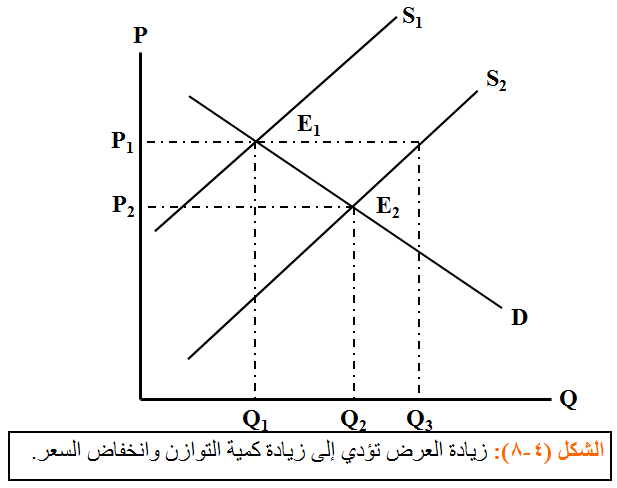 P
S₁
S₂
E₁
P₁
P₂
E₂
D
Q
Q₁ Q₂ Q₃
الشكل (٤-٨): زيادة العرض تؤدي إلى زيادة كمية التوازن وانخفاض السعر.